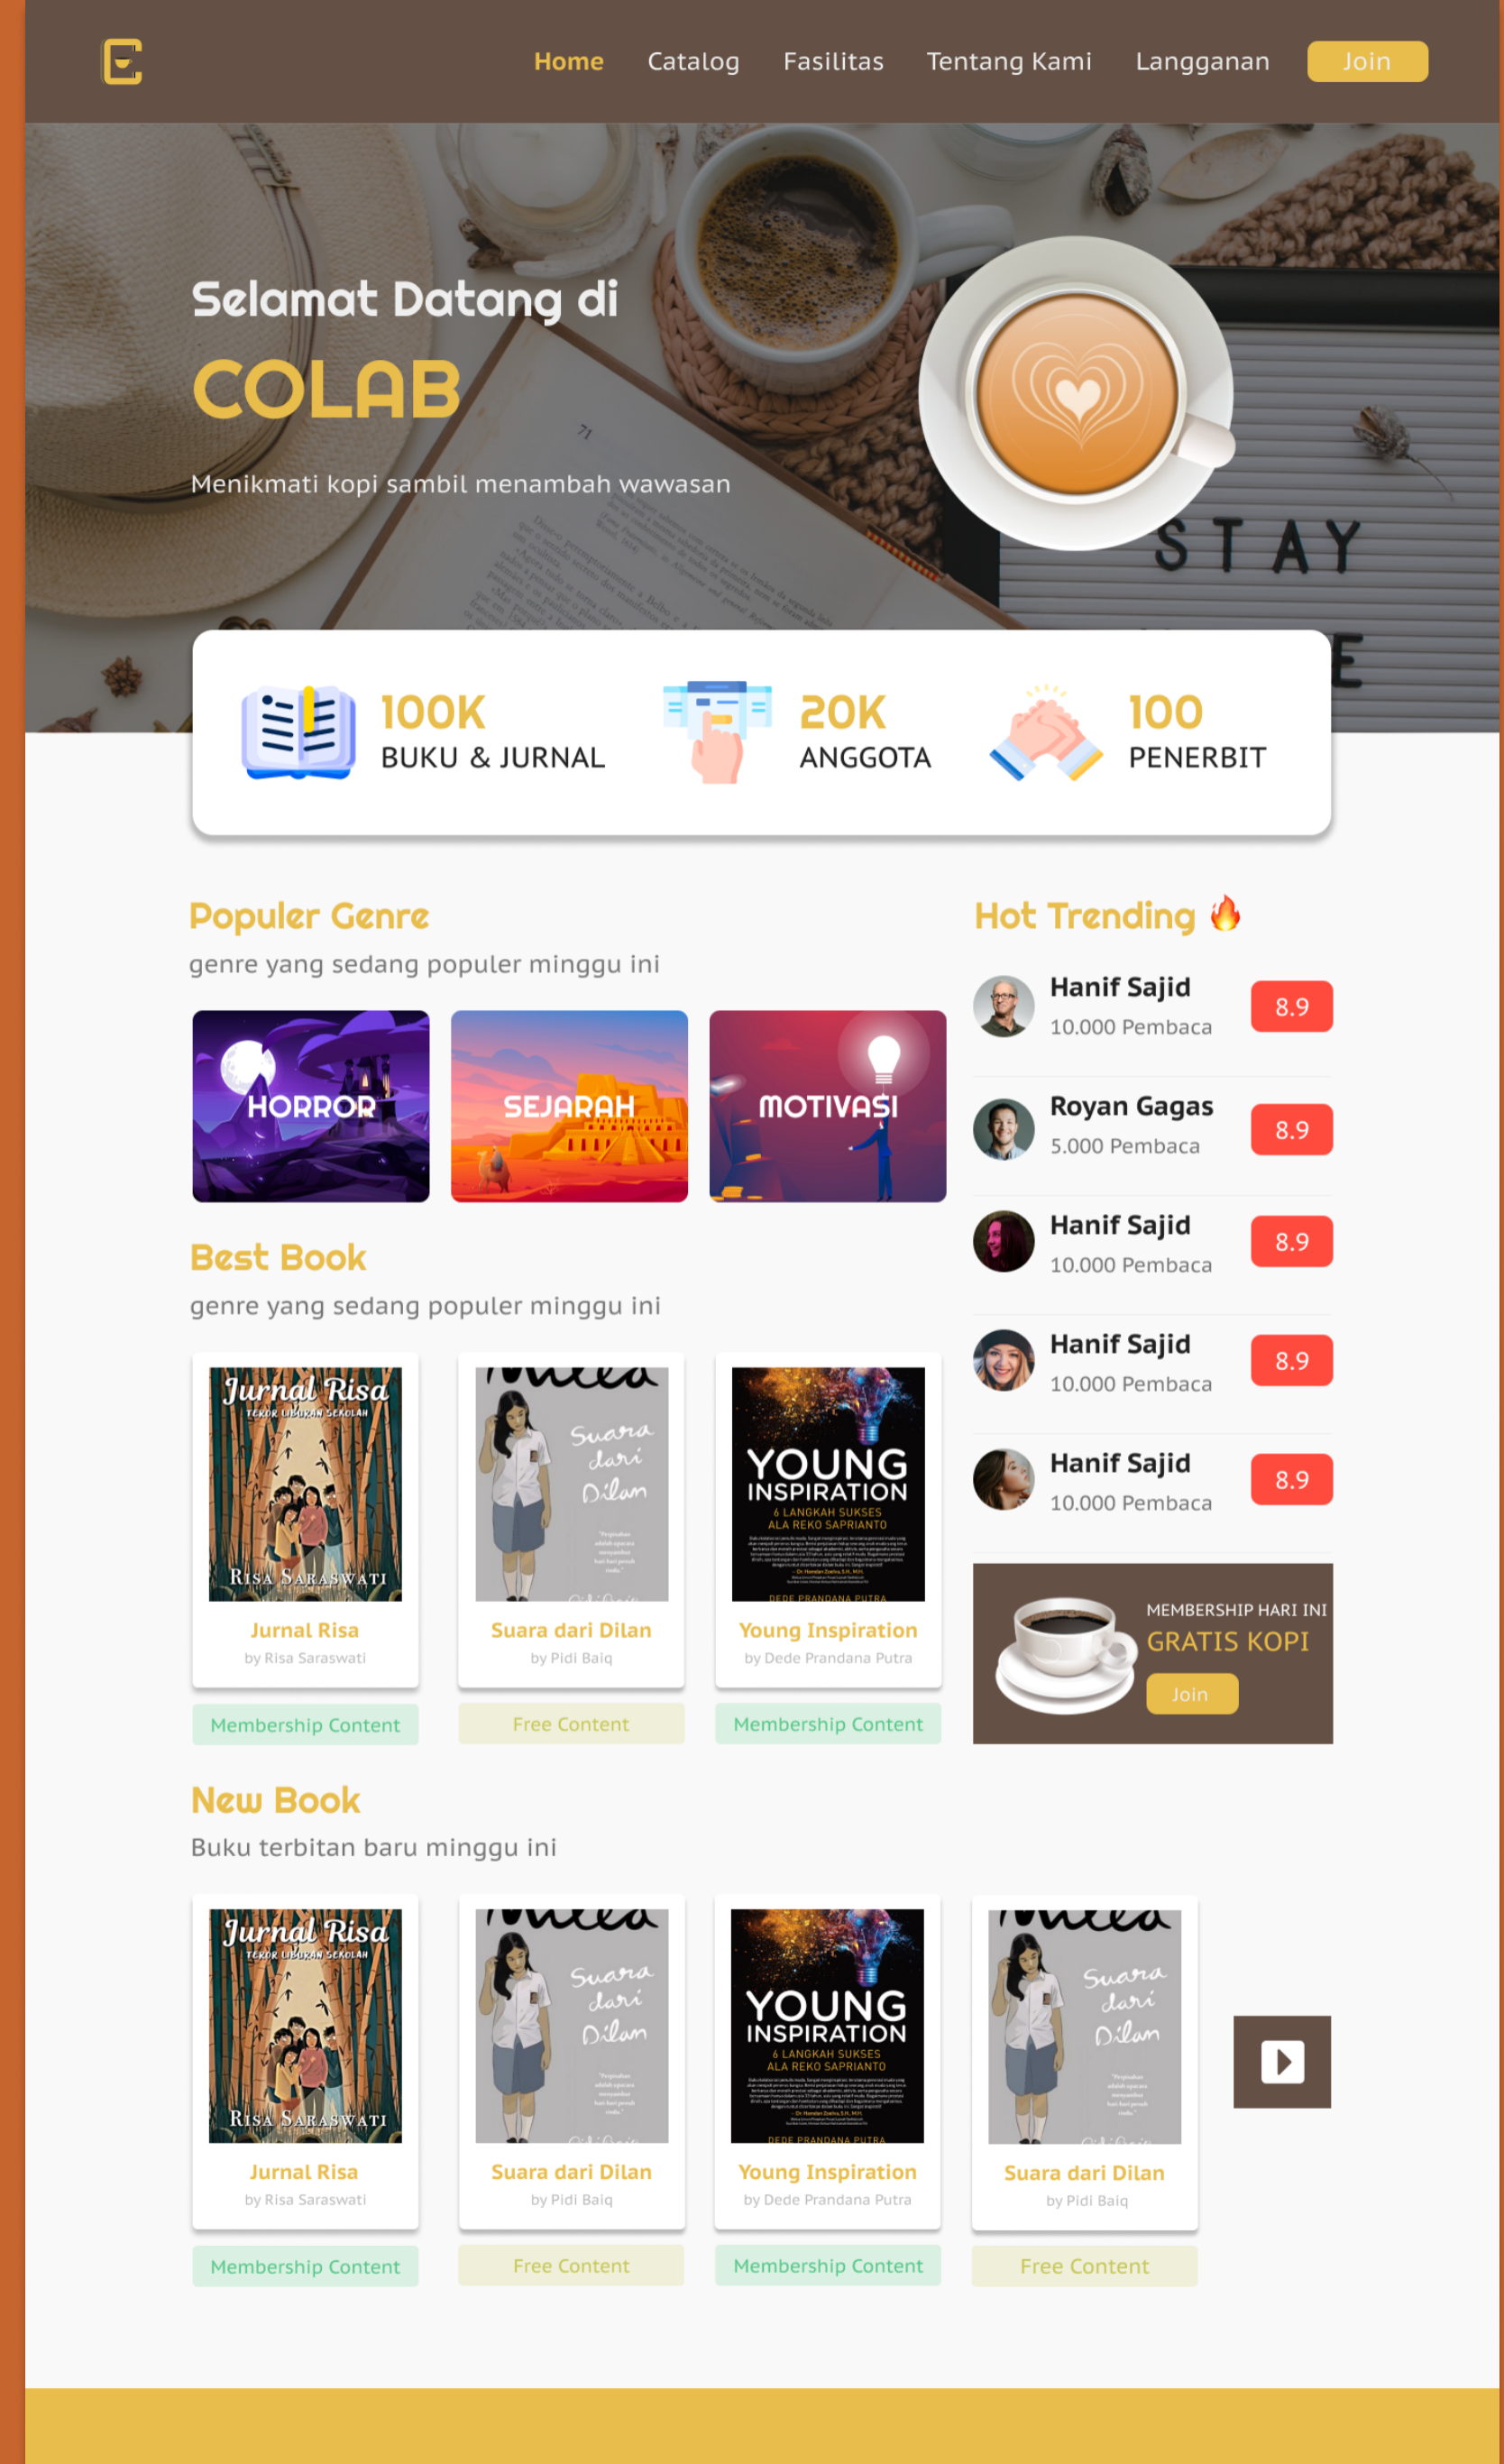 Home Catalog Fasilitas Tentang Kami Langganan Join
Selamat Datang di
COLAB
71
Menikmati kopi sambil menambah wawasan
STAY
E
100K
BUKU & JURNAL
20K
ANGGOTA
100
PENERBIT
Populer Genre
genre yang sedang populer minggu ini
HORROR
SEJARAH
MOTIVASI
Hot Trending 🔥
Hanif Sajid
10.000 Pembaca
8.9
Royan Gagas
5.000 Pembaca
8.9
Hanif Sajid
10.000 Pembaca
8.9
Hanif Sajid
10.000 Pembaca
8.9
Hanif Sajid
10.000 Pembaca
8.9
MEMBERSHIP HARI INI
GRATIS KOPI
Join
Best Book
genre yang sedang populer minggu ini
Jurnal Risa
TEROR LIBURAN SEKOLAH
RISA SARASWATI
Jurnal Risa
by Risa Saraswati
Membership Content
Milea
Suara
dari
Dilan
Suara dari Dilan
by Pidi Baiq
Free Content
YOUNG
INSPIRATION
6 LANGKAH SUKSES
ALA REKO SAPRIANTO
DEDE PRANDANA PUTRA
Young Inspiration
by Dede Prandana Putra
Membership Content
New Book
Buku terbitan baru minggu ini
Jurnal Risa
TEROR LIBURAN SEKOLAH
RISA SARASWATI
Jurnal Risa
by Risa Saraswati
Membership Content
Milea
Suara
dari
Dilan
Suara dari Dilan
by Pidi Baiq
Free Content
YOUNG
INSPIRATION
6 LANGKAH SUKSES
ALA REKO SAPRIANTO
DEDE PRANDANA PUTRA
Young Inspiration
by Dede Prandana Putra
Membership Content
Milea
Suara
dari
Dilan
Suara dari Dilan
by Pidi Baiq
Free Content